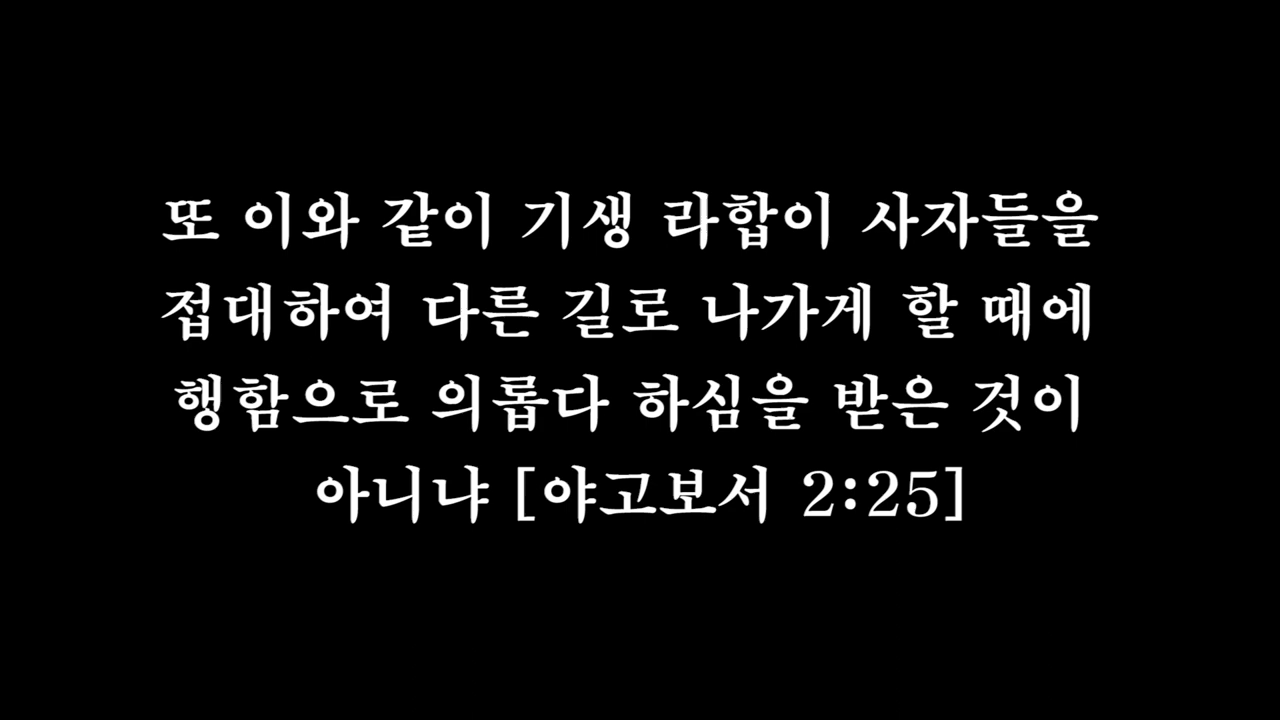 또 이와 같이 기생 라합이 사자들을
접대하여 다른 길로 나가게 할 때에
행함으로 의롭다 하심을 받은 것이
아니냐 [야고보서 2:25]